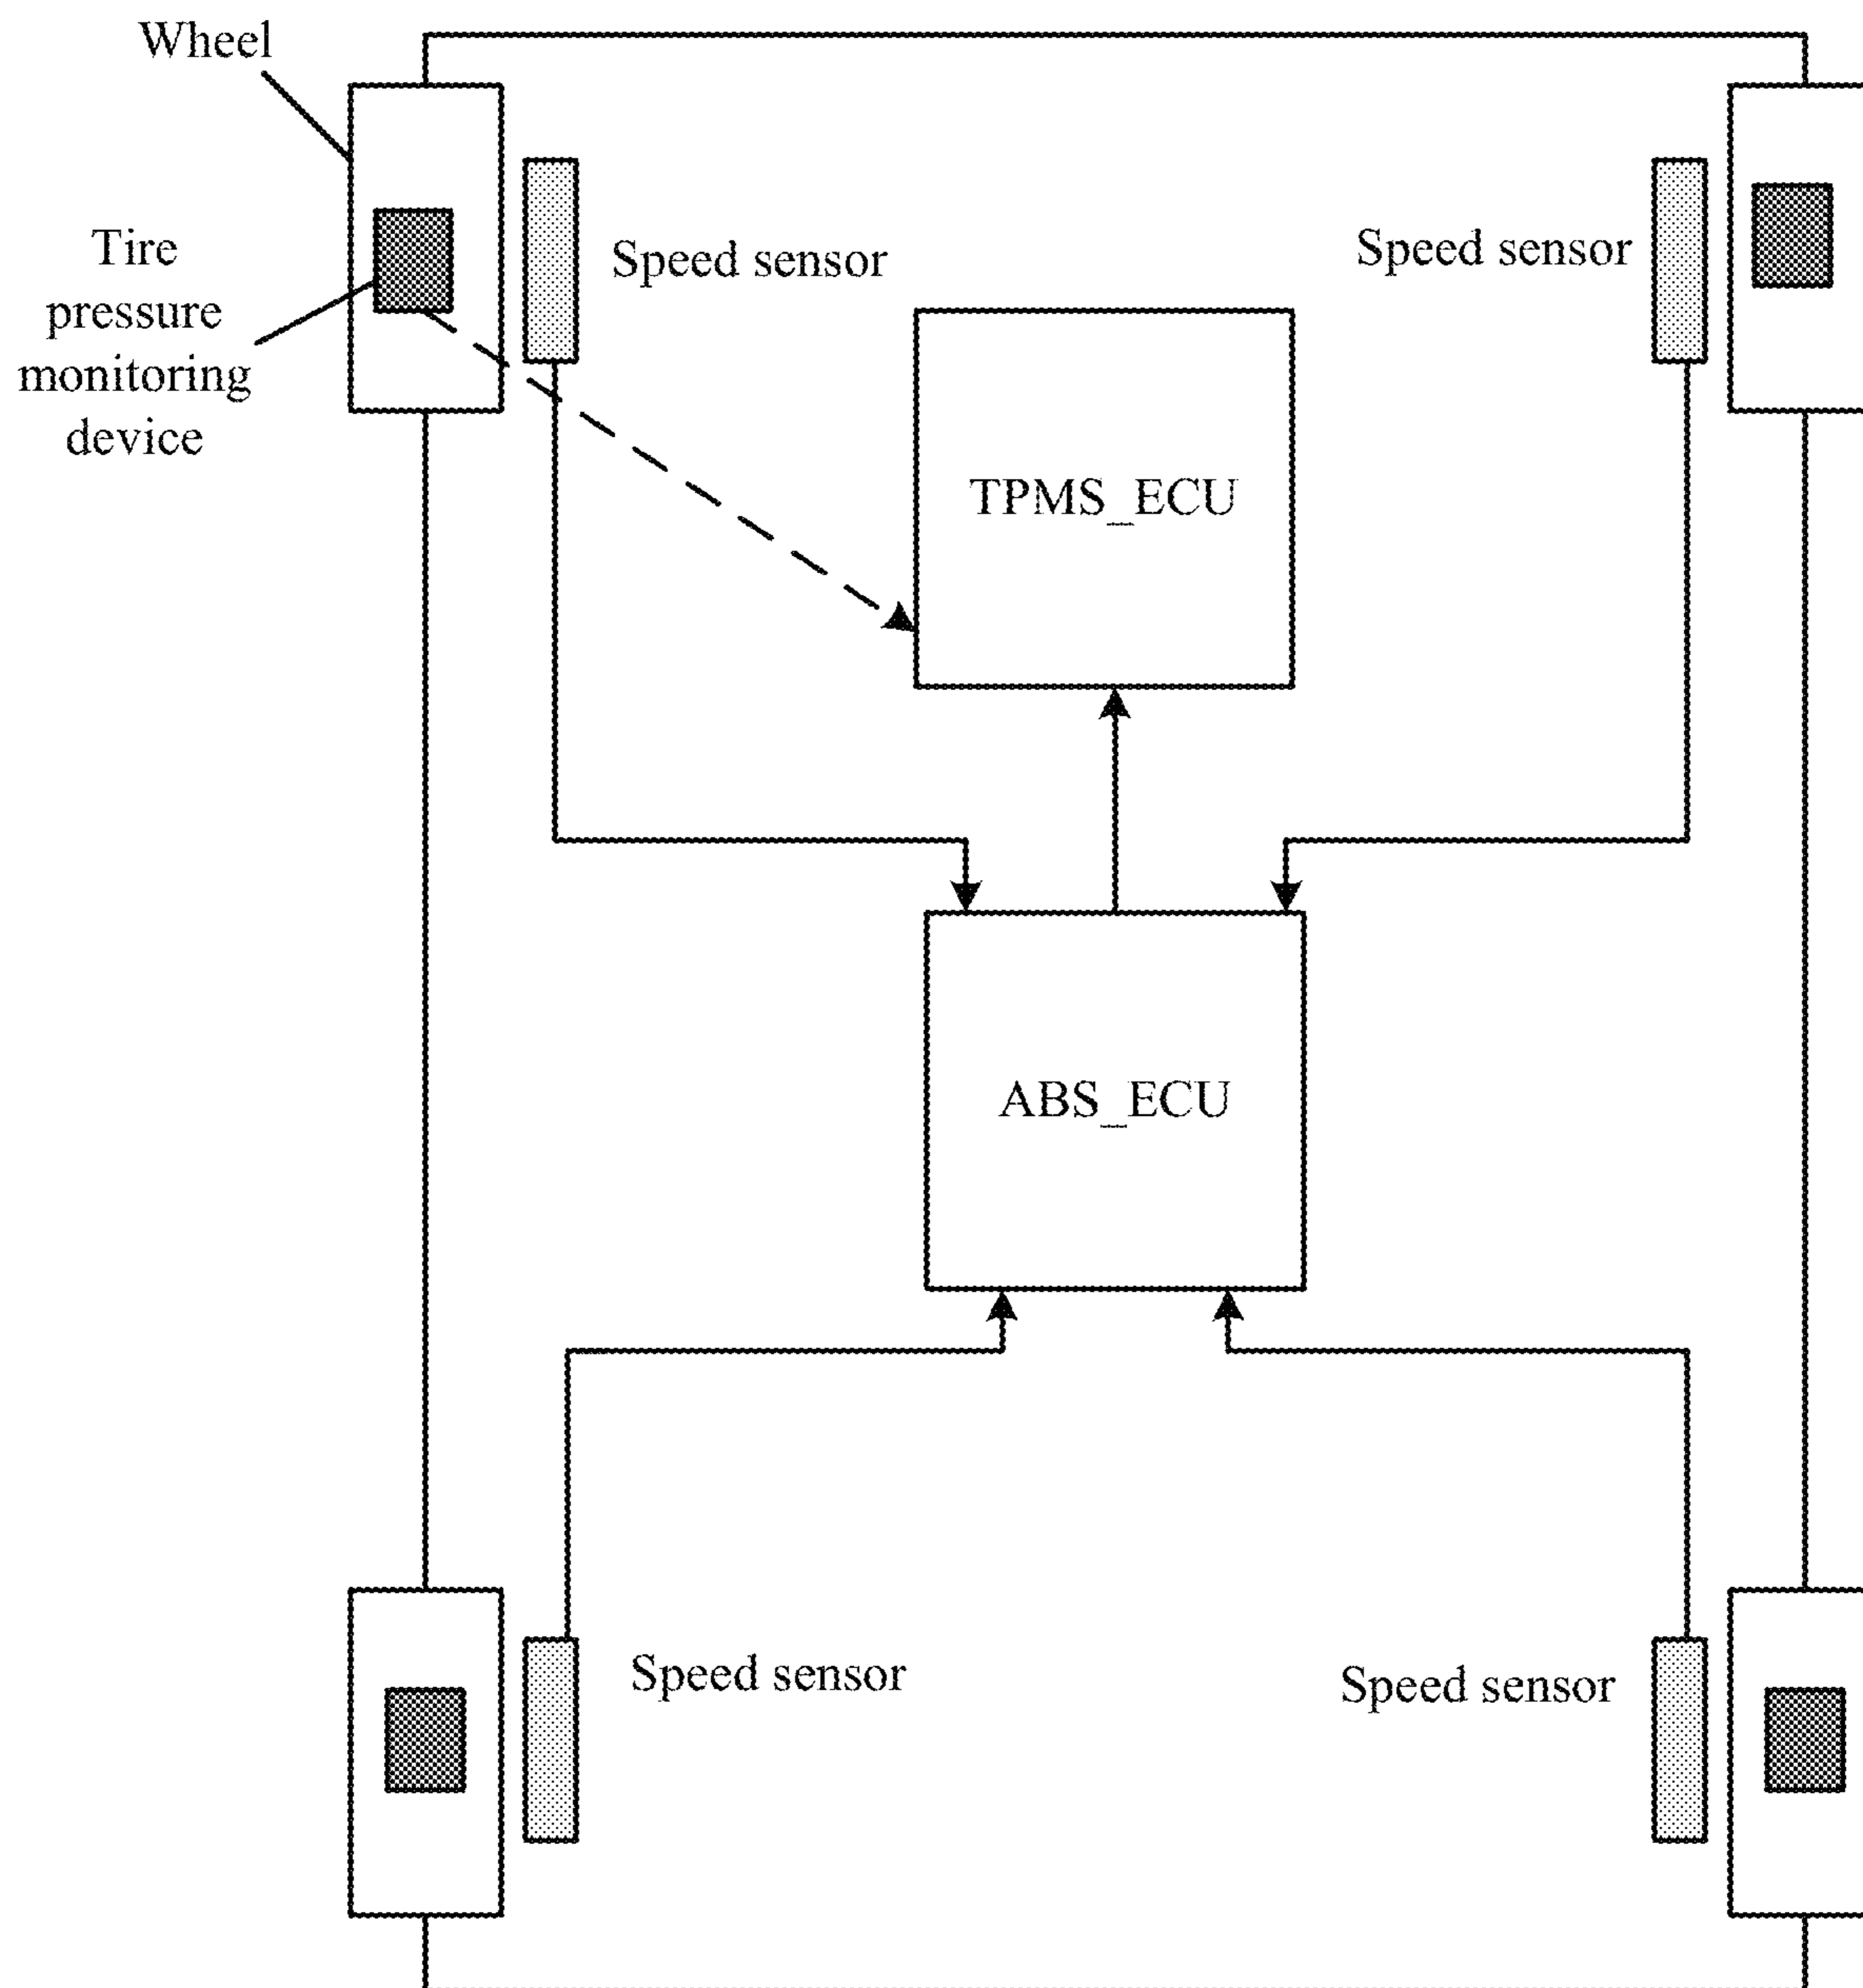 Wheel
Tire
pressure
monitoring
device
Speed sensor
Speed sensor
TPMS_ECU
ABS_ECU
Speed sensor
Speed sensor